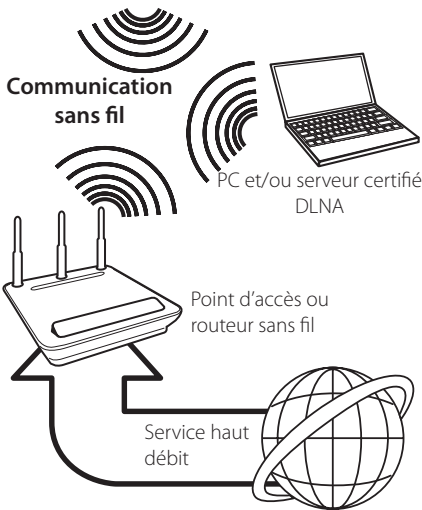 Communication
sans fil
PC et/ou serveur certifié
DLNA
Point d'accès ou
routeur sans fil
Service haut
débit